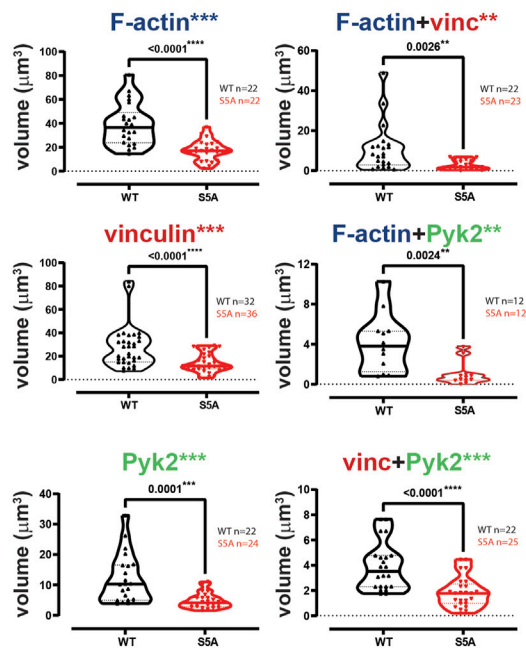 F-actin***
<0.0001****
volume (μm³)
100
80
60
40
20
0
WT n=22
S5A n=22
WT
S5A
F-actin+vinc**
0.0026**
volume (μm³)
60
40
20
0
WT n=22
S5A n=23
WT
S5A
vinculin***
<0.0001****
volume (μm³)
100
80
60
40
20
0
WT n=32
S5A n=36
WT
S5A
F-actin+Pyk2**
0.0024**
volume (μm³)
12
8
4
0
WT n=12
S5A n=12
WT
S5A
Pyk2***
0.0001***
volume (μm³)
40
30
20
10
0
WT n=22
S5A n=24
WT
S5A
vinc+Pyk2***
<0.0001****
volume (μm³)
10
8
6
4
2
0
WT n=22
S5A n=25
WT
S5A